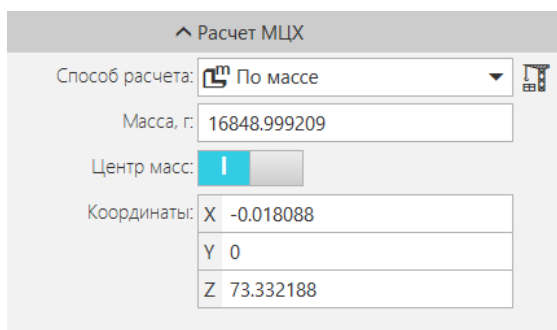 Расчет МЦХ
Способ расчета: m По массе
Масса, г: 16848.999209
Центр масс: I
Координаты: X -0.018088
Y 0
Z 73.332188